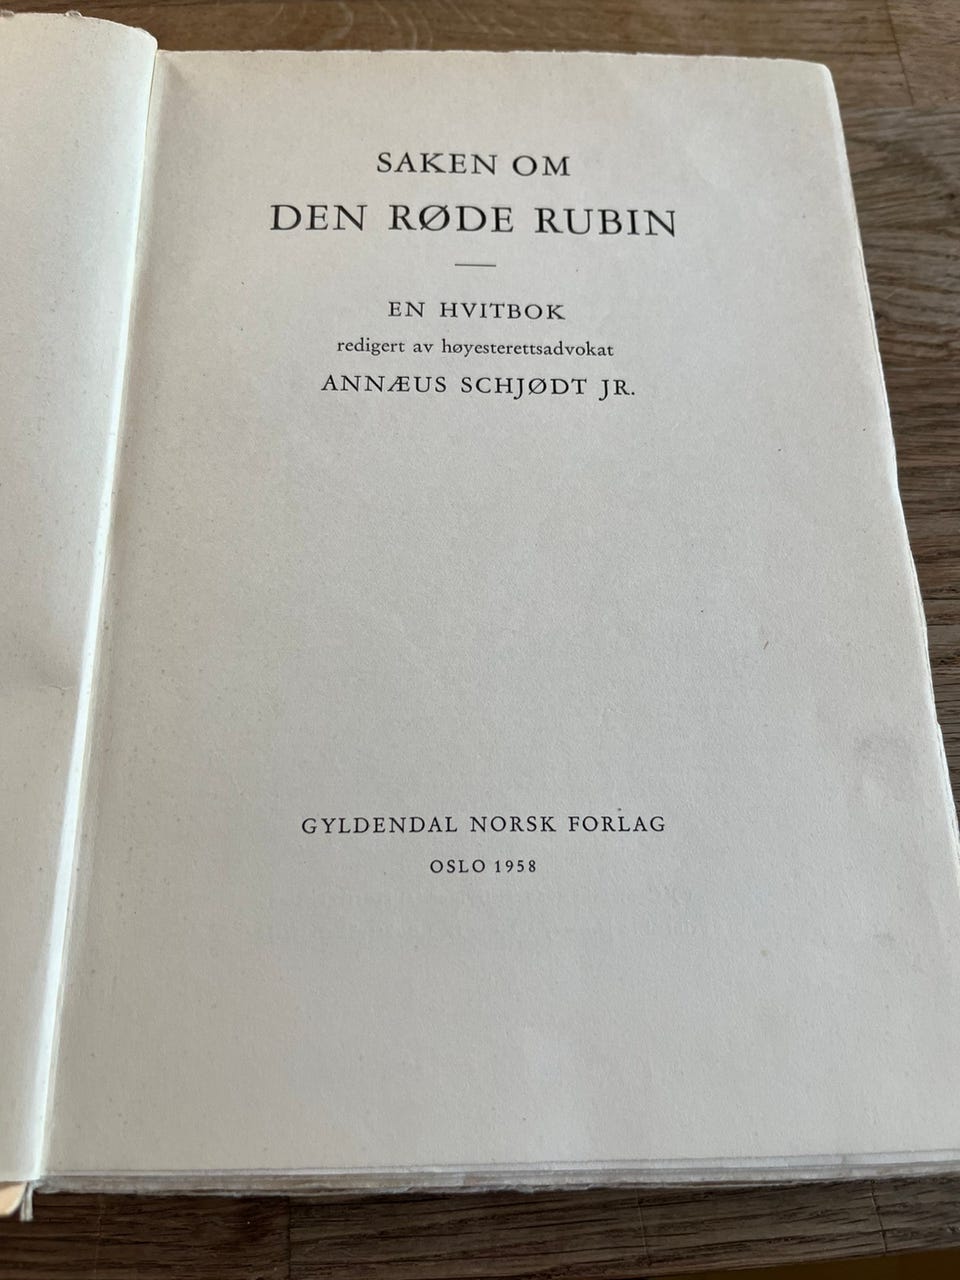 SAKEN OM
DEN RØDE RUBIN
EN HVITBOK
redigert av høyesterettsadvokat
ANNÆUS SCHJØDT JR.
GYLDENDAL NORSK FORLAG
OSLO 1958